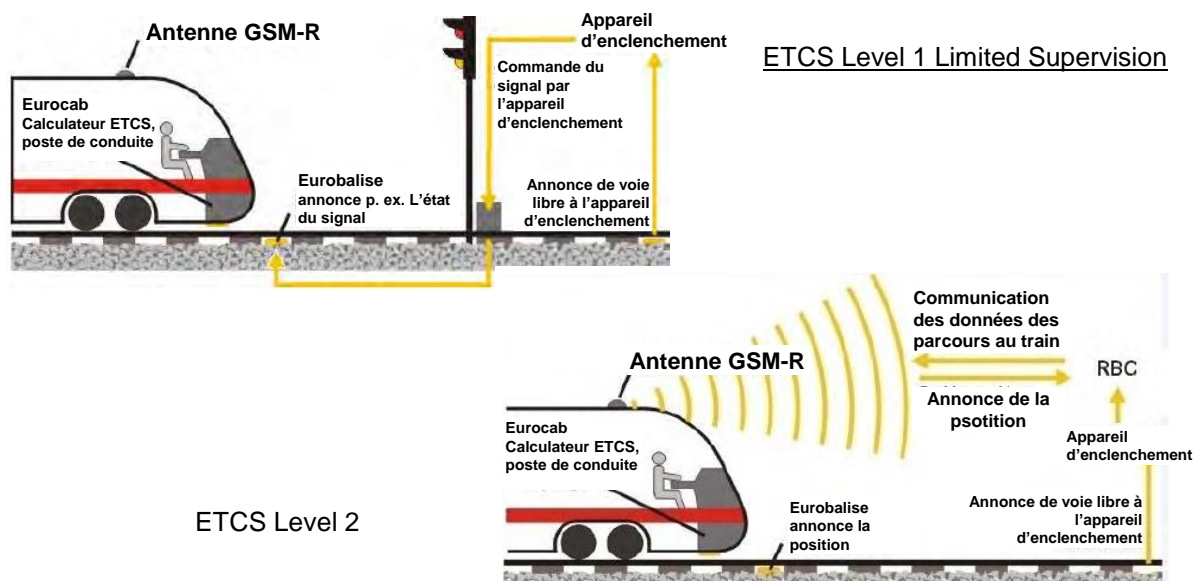 Antenne GSM-R
Appareil
d'enclenchement
ETCS Level 1 Limited Supervision
Commande du
signal par
l'appareil
d'enclenchement
Eurocab
Calculateur ETCS,
poste de conduite
Eurobalise
annonce p. ex. L'état
du signal
Annonce de voie
libre à l'appareil
d'enclenchement
Communication
des données des
parcours au train
Antenne GSM-R
RBC
Annonce de la
psotition
Eurocab
Calculateur ETCS,
poste de conduite
Appareil
d'enclenchement
ETCS Level 2
Eurobalise
annonce la
position
Annonce de voie libre à
l'appareil
d'enclenchement